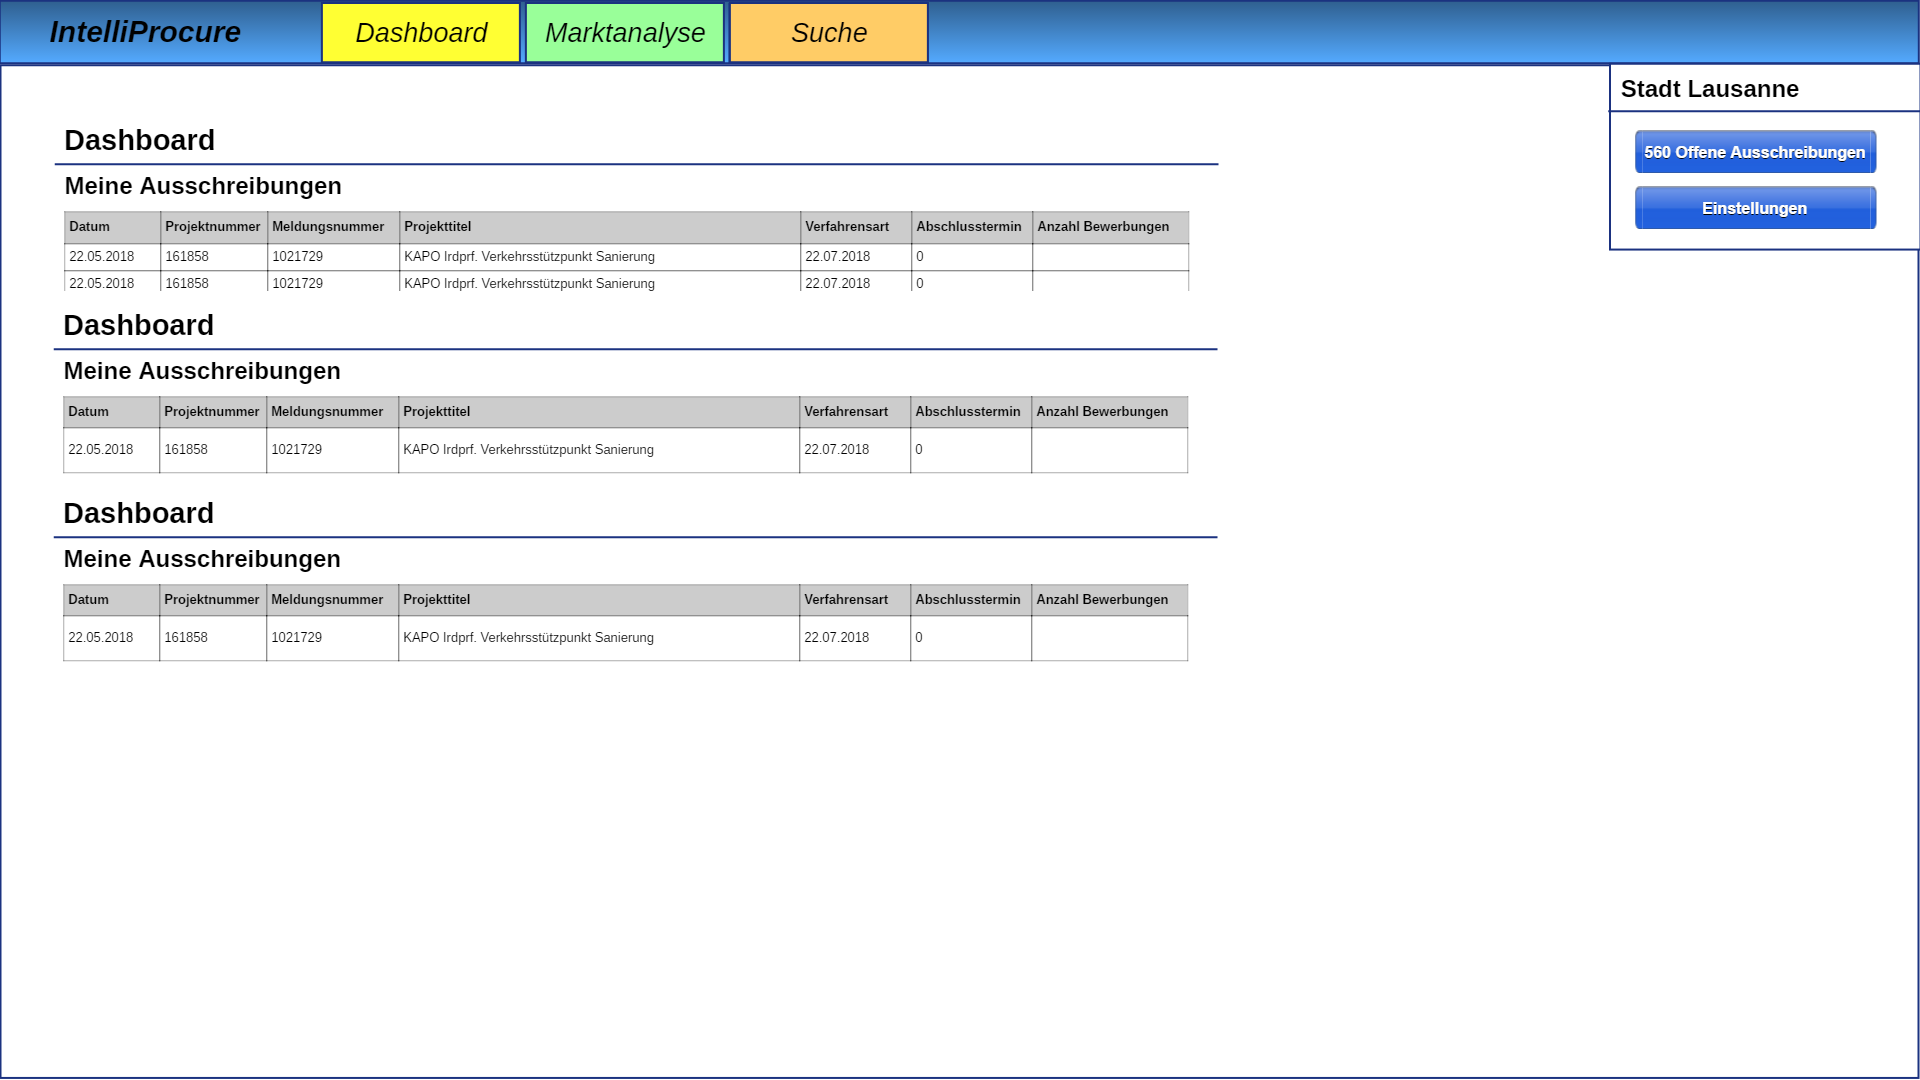 IntelliProcure Dashboard Marktanalyse Suche
Stadt Lausanne
560 Offene Ausschreibungen
Einstellungen
Dashboard
Meine Ausschreibungen
Datum Projektnummer Meldungsnummer Projekttitel Verfahrensart Abschlusstermin Anzahl Bewerbungen
22.05.2018 161858 1021729 KAPO Irdprf. Verkehrsstützpunkt Sanierung 22.07.2018 0
22.05.2018 161858 1021729 KAPO Irdprf. Verkehrsstützpunkt Sanierung 22.07.2018 0
Dashboard
Meine Ausschreibungen
Datum Projektnummer Meldungsnummer Projekttitel Verfahrensart Abschlusstermin Anzahl Bewerbungen
22.05.2018 161858 1021729 KAPO Irdprf. Verkehrsstützpunkt Sanierung 22.07.2018 0
Dashboard
Meine Ausschreibungen
Datum Projektnummer Meldungsnummer Projekttitel Verfahrensart Abschlusstermin Anzahl Bewerbungen
22.05.2018 161858 1021729 KAPO Irdprf. Verkehrsstützpunkt Sanierung 22.07.2018 0